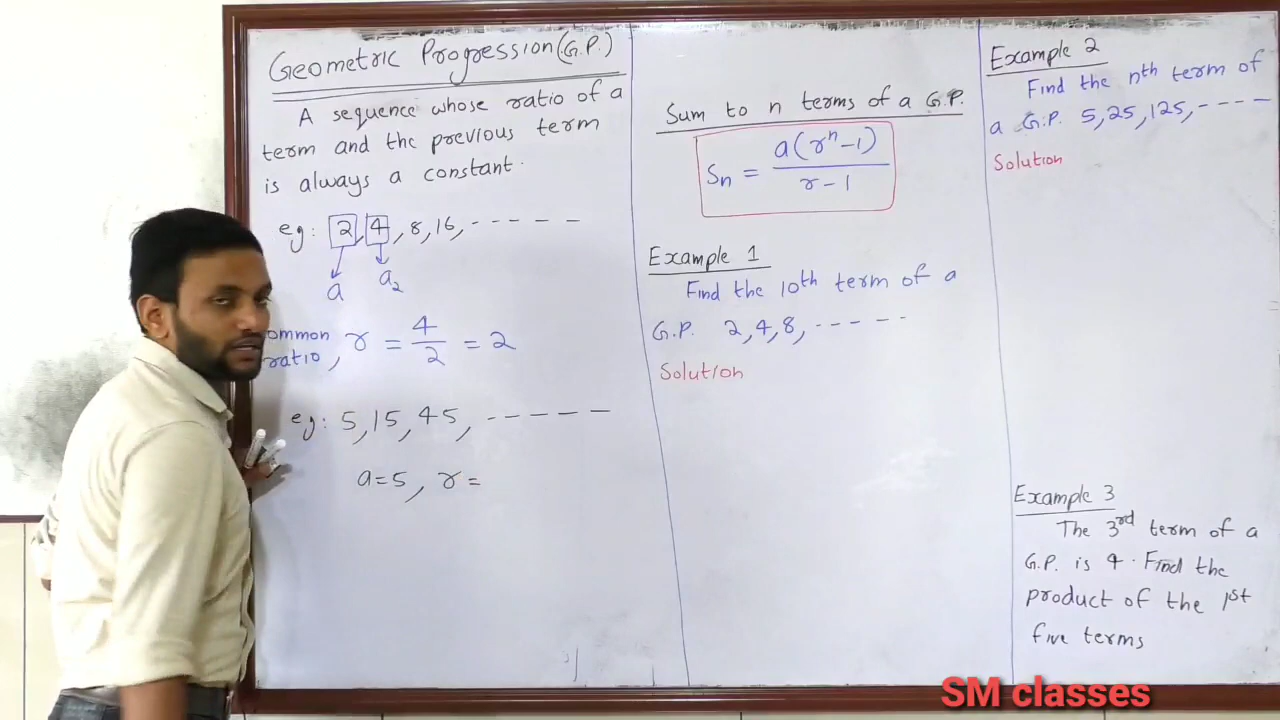 Geometric Progression (G.P.)
A sequence whose ratio of a
term and the previous term
is always a constant.
eg: 2, 4, 8, 16, - - - - -
a a₂
ommon
ratio, r = 4/2 = 2
eg: 5, 15, 45, - - - - -
a = 5, r =
Sum to n terms of a G.P.
Sn = a(rⁿ-1)/r-1
Example 1
Find the 10th term of a
G.P. 2, 4, 8, - - - - -
Solution
Example 2
Find the nth term of
a G.P. 5, 25, 125, - - - -
Solution
Example 3
The 3rd term of a
G.P. is 4. Find the
product of the 1st
five terms
SM classes